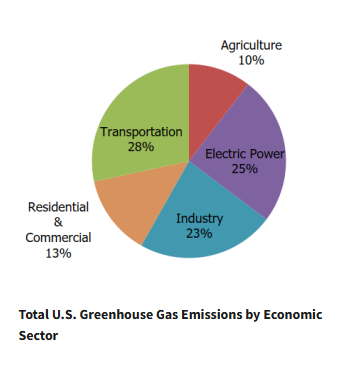 Agriculture
10%
Transportation
28%
Electric Power
25%
Residential
&
Commercial
13%
Industry
23%
Total U.S. Greenhouse Gas Emissions by Economic
Sector